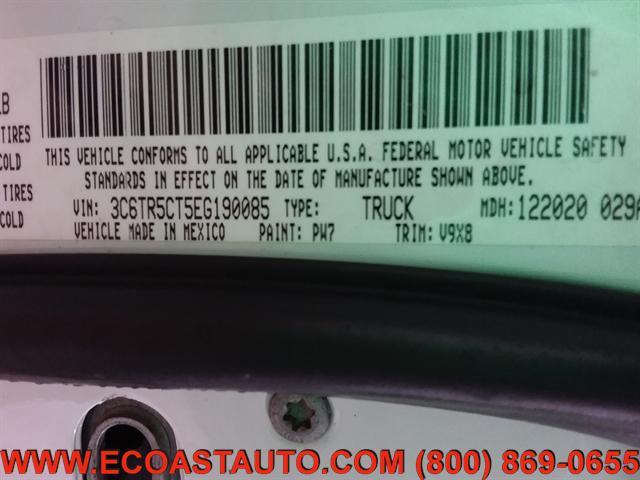 LB
TIRES
COLD
TIRES
COLD
THIS VEHICLE CONFORMS TO ALL APPLICABLE U.S.A. FEDERAL MOTOR VEHICLE SAFETY
STANDARDS IN EFFECT ON THE DATE OF MANUFACTURE SHOWN ABOVE.
VIN: 3C6TR5CT5EG190085 TYPE: TRUCK MDH: 122020 029A
VEHICLE MADE IN MEXICO PAINT: PW7 TRIM: V9X8
WWW.ECOASTAUTO.COM (800) 869-0655